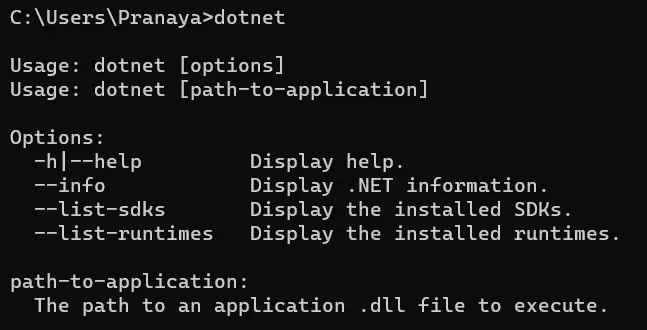 C:\Users\Pranaya>dotnet
Usage: dotnet [options]
Usage: dotnet [path-to-application]
Options:
-h|--help Display help.
--info Display .NET information.
--list-sdks Display the installed SDKs.
--list-runtimes Display the installed runtimes.
path-to-application:
The path to an application .dll file to execute.